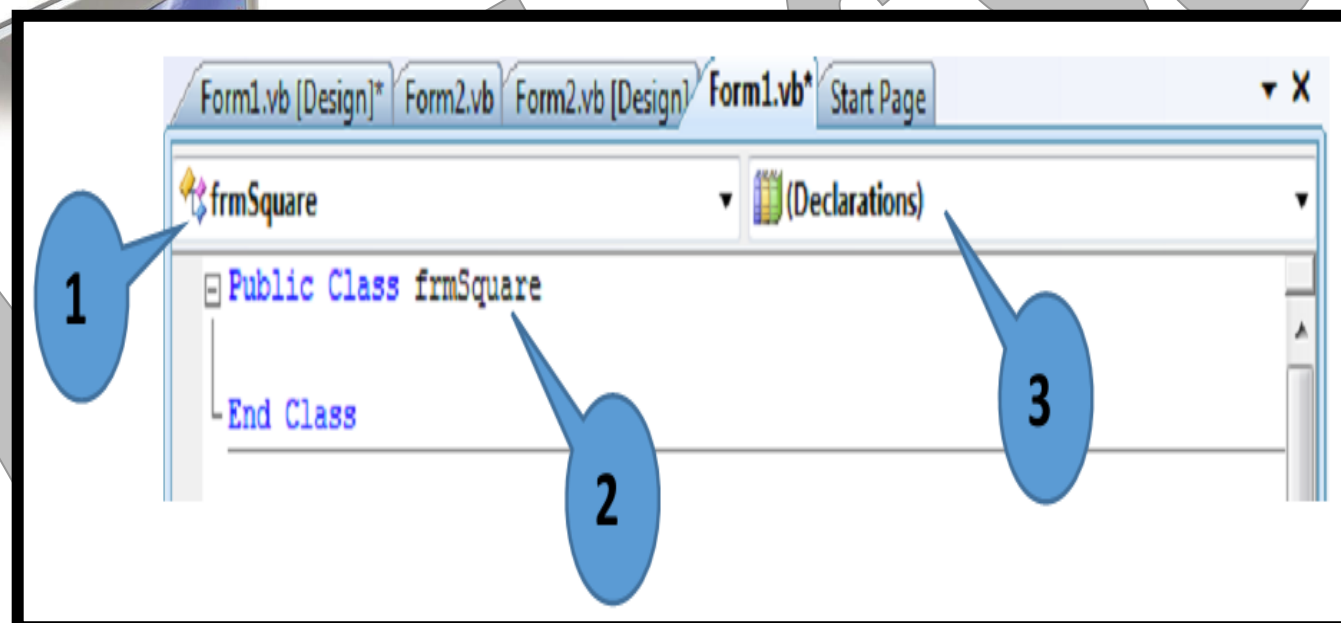 Form1.vb [Design]* Form2.vb Form2.vb [Design] Form1.vb* Start Page X
frmSquare (Declarations)
1
Public Class frmSquare
3
End Class
2